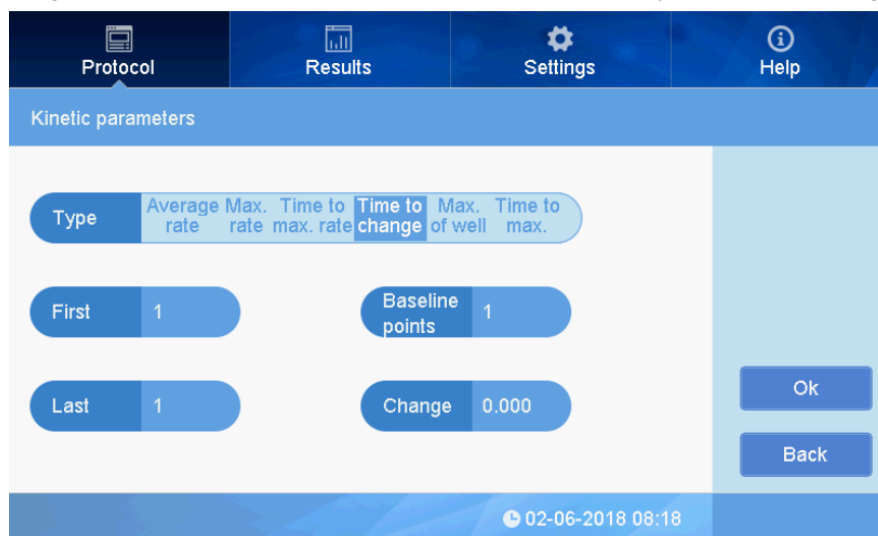 Protocol
Results
Settings
Help
Kinetic parameters
Type
Average rate
Max. rate
Time to max. rate
Time to change
Max. of well
Time to max.
First 1
Baseline points 1
Last 1
Change 0.000
Ok
Back
02-06-2018 08:18